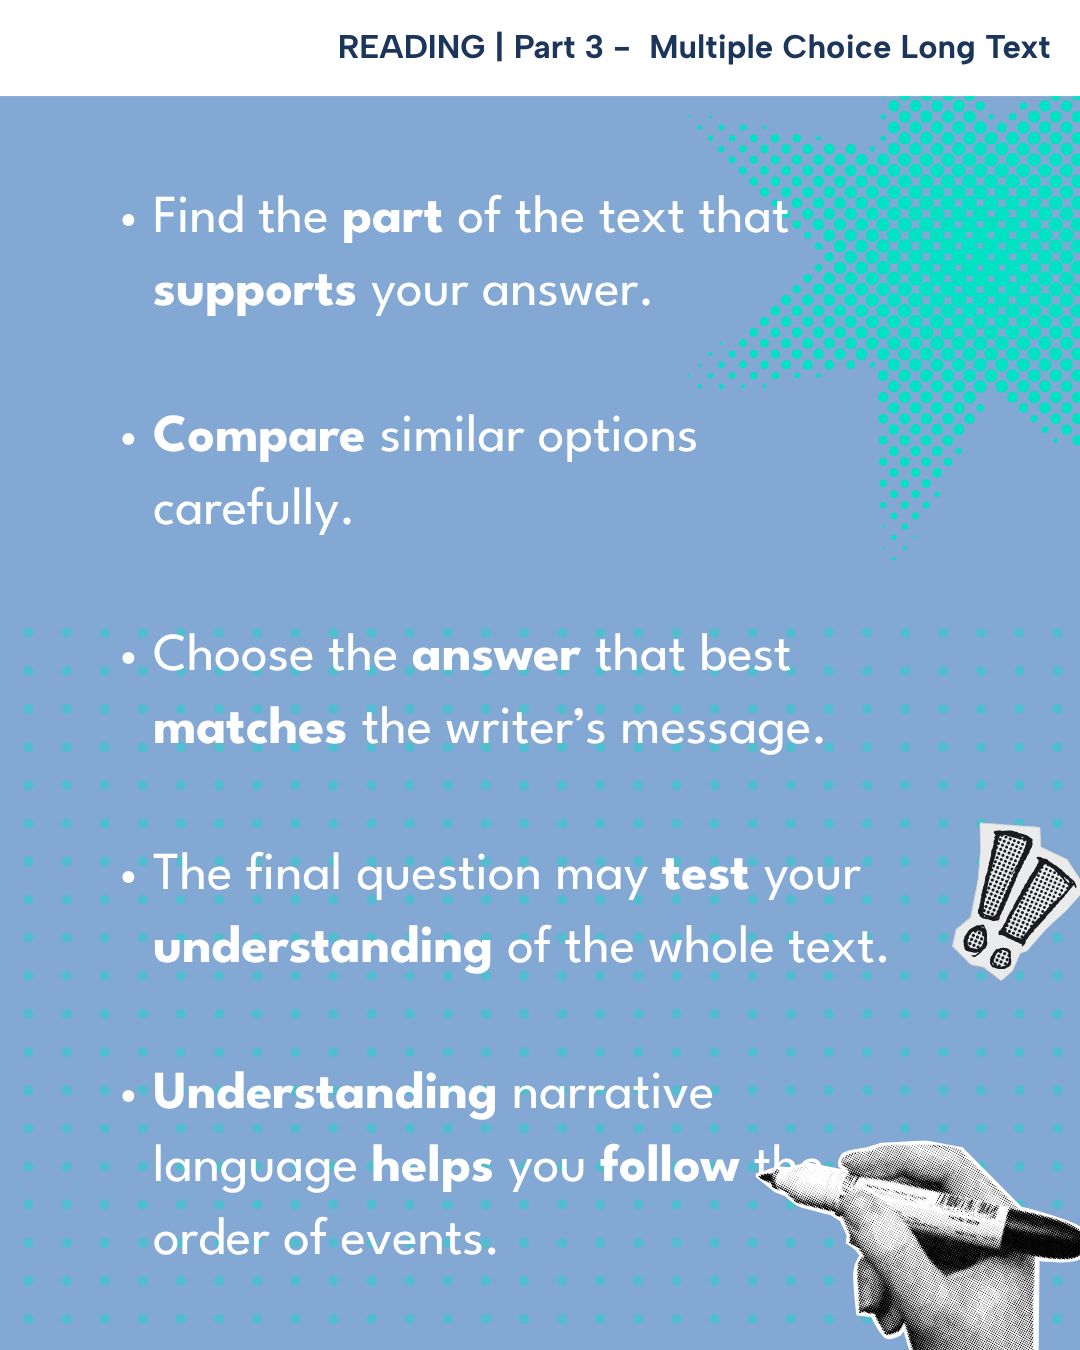 READING | Part 3 - Multiple Choice Long Text
• Find the part of the text that
supports your answer.
• Compare similar options
carefully.
• Choose the answer that best
matches the writer’s message.
• The final question may test your
understanding of the whole text.
• Understanding narrative
language helps you follow the
order of events.
!!